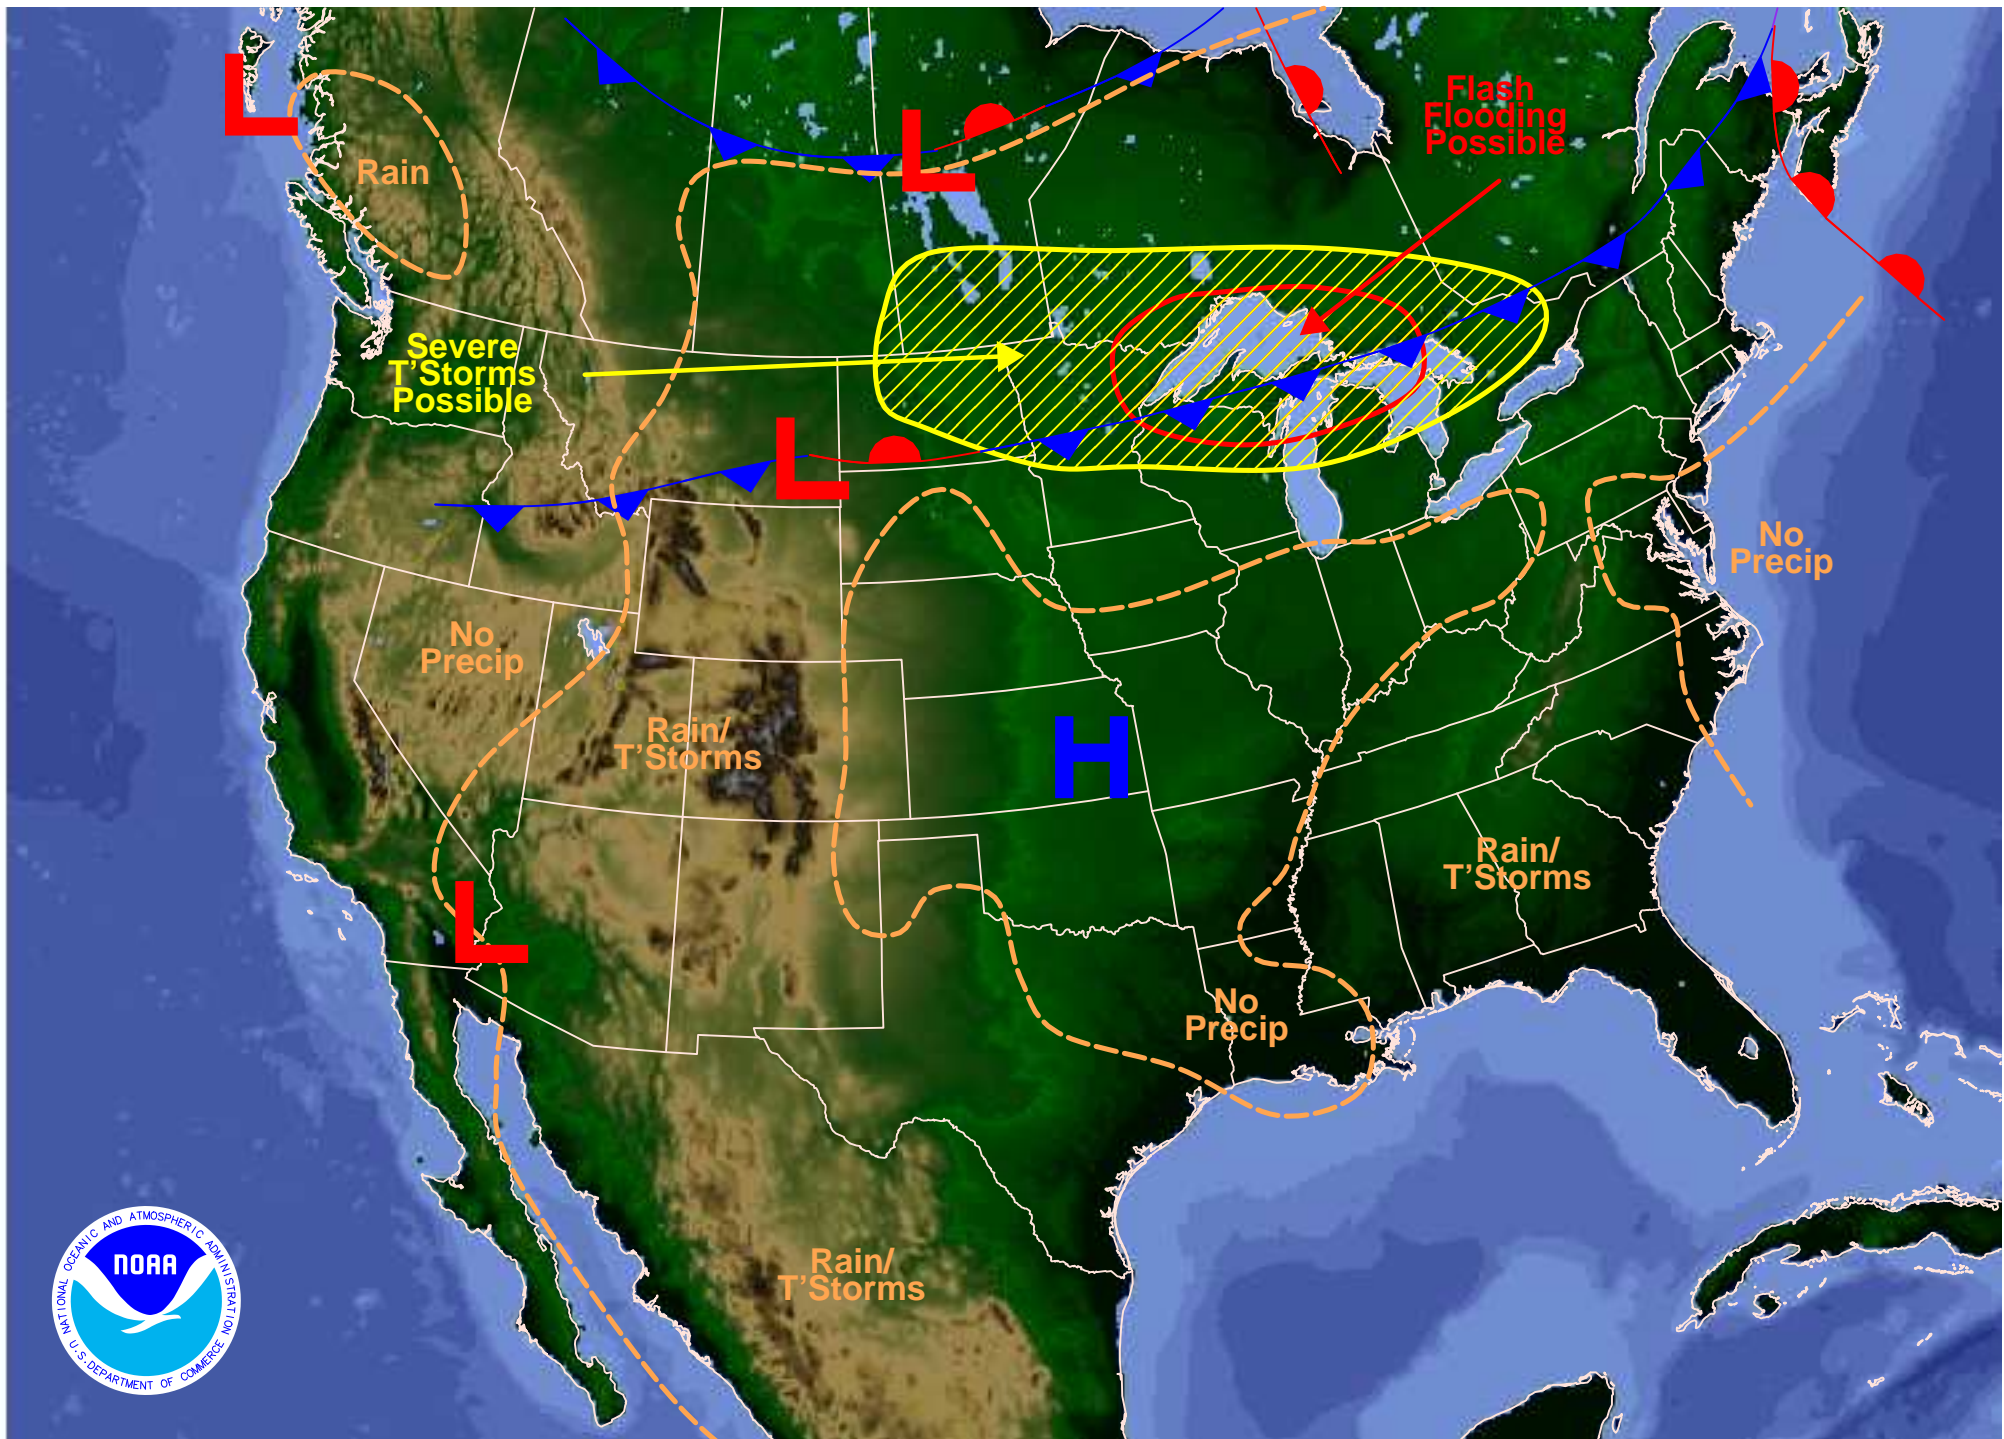 L
Rain
L
Flash
Flooding
Possible
Severe
T'Storms
Possible
L
No
Precip
No
Precip
Rain/
T'Storms
H
L
Rain/
T'Storms
No
Precip
Rain/
T'Storms
NATIONAL OCEANIC AND ATMOSPHERIC ADMINISTRATION
NOAA
U.S. DEPARTMENT OF COMMERCE